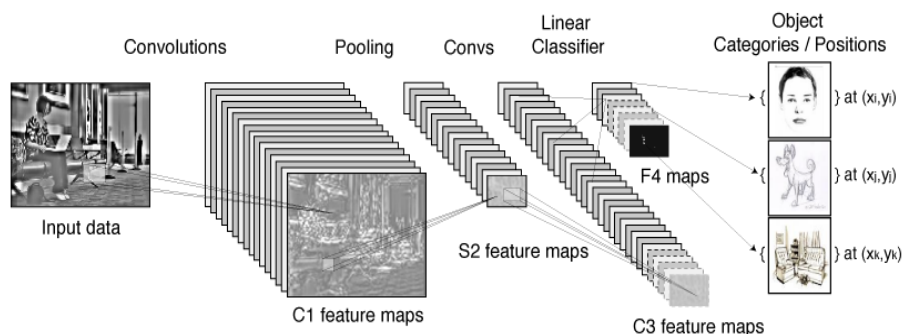 Convolutions
Pooling
Convs
Linear
Classifier
Object
Categories / Positions
{ } at (xi,yi)
{ } at (xj,yj)
{ } at (xk,yk)
Input data
C1 feature maps
S2 feature maps
C3 feature maps
F4 maps